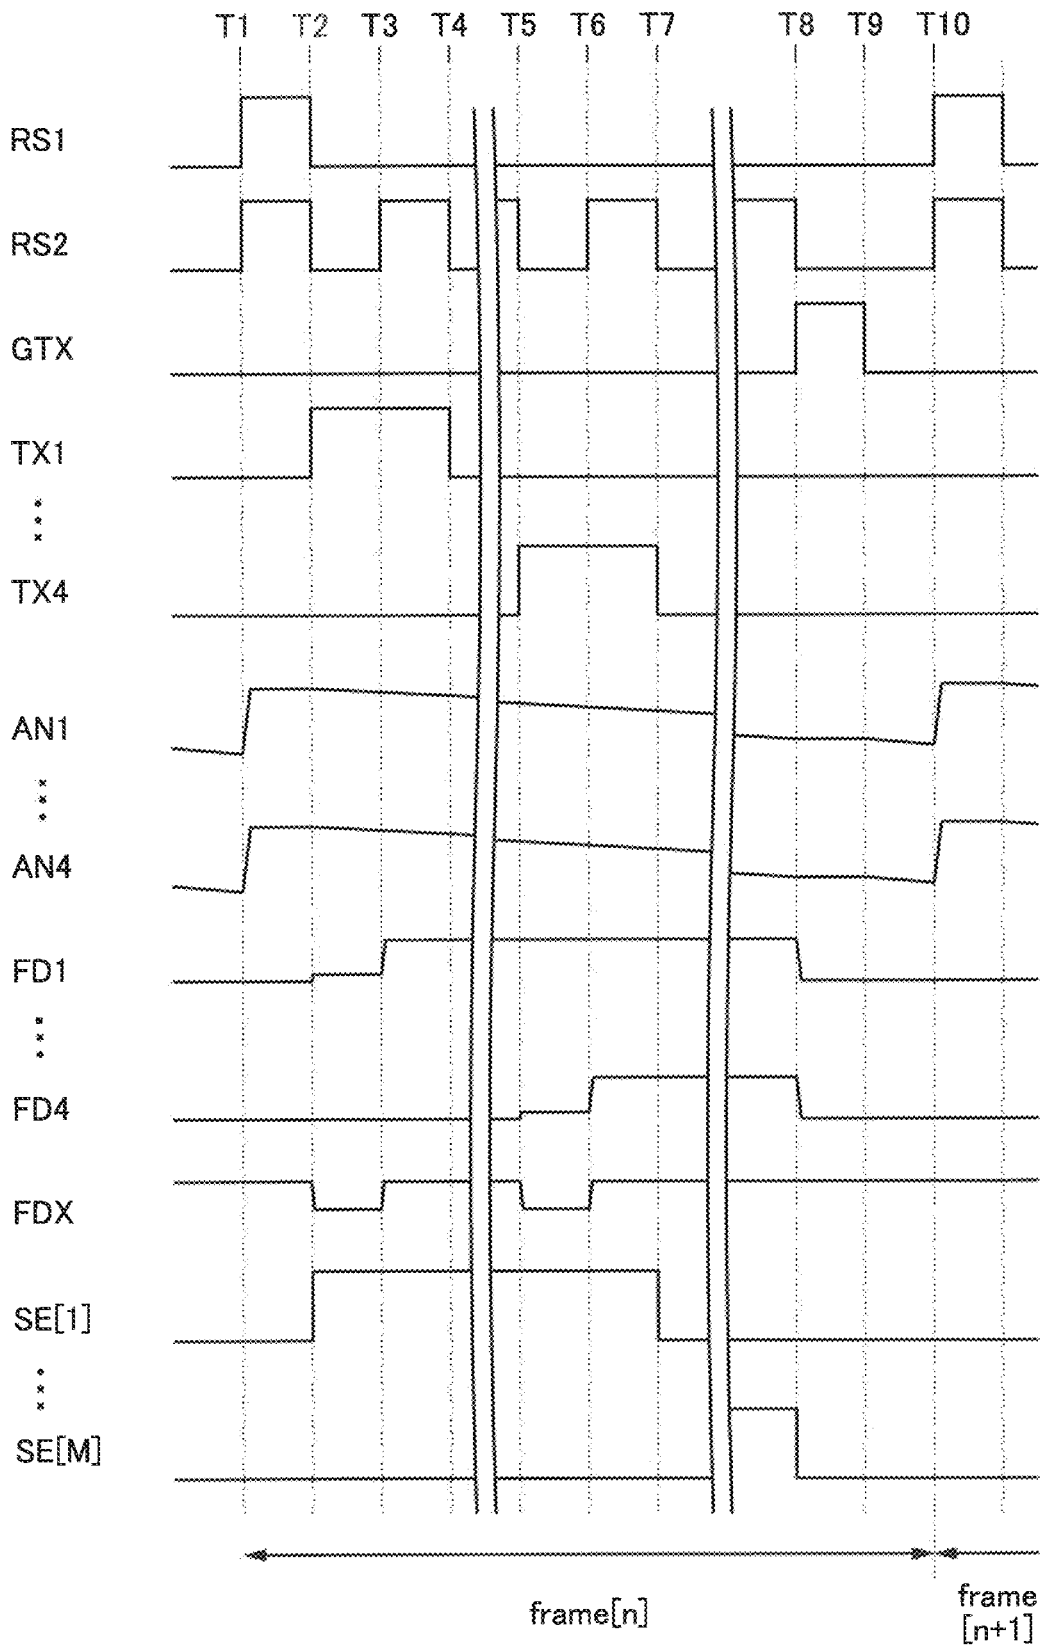 T1 T2 T3 T4 T5 T6 T7 T8 T9 T10
RS1
RS2
GTX
TX1
TX4
AN1
AN4
FD1
FD4
FDX
SE[1]
SE[M]
frame[n]
frame
[n+1]